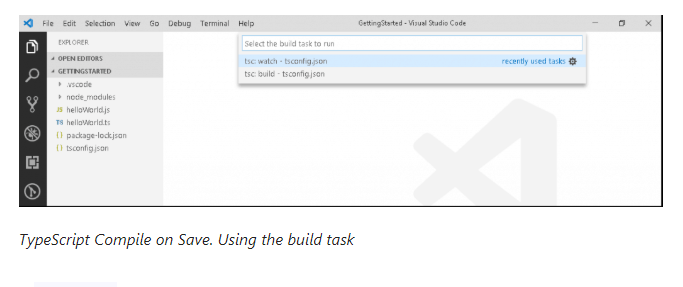 File Edit Selection View Go Debug Terminal Help GettingStarted - Visual Studio Code
EXPLORER
Select the build task to run
OPEN EDITORS
tsc: watch - tsconfig.json recently used tasks
GETTINGSTARTED
tsc: build - tsconfig.json
.vscode
node_modules
JS helloWorld.js
TS helloWorld.ts
{} package-lock.json
{} tsconfig.json
TypeScript Compile on Save. Using the build task